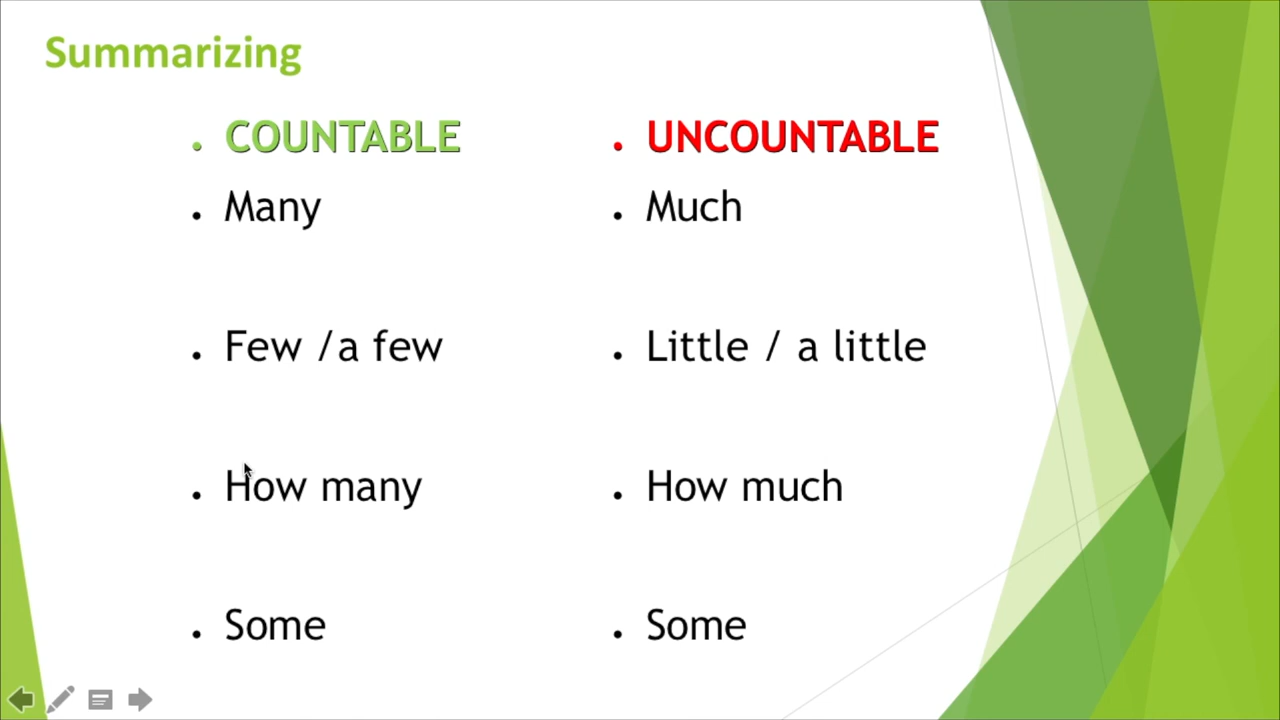 Summarizing
• COUNTABLE
• Many
• Few /a few
• How many
• Some
• UNCOUNTABLE
• Much
• Little / a little
• How much
• Some